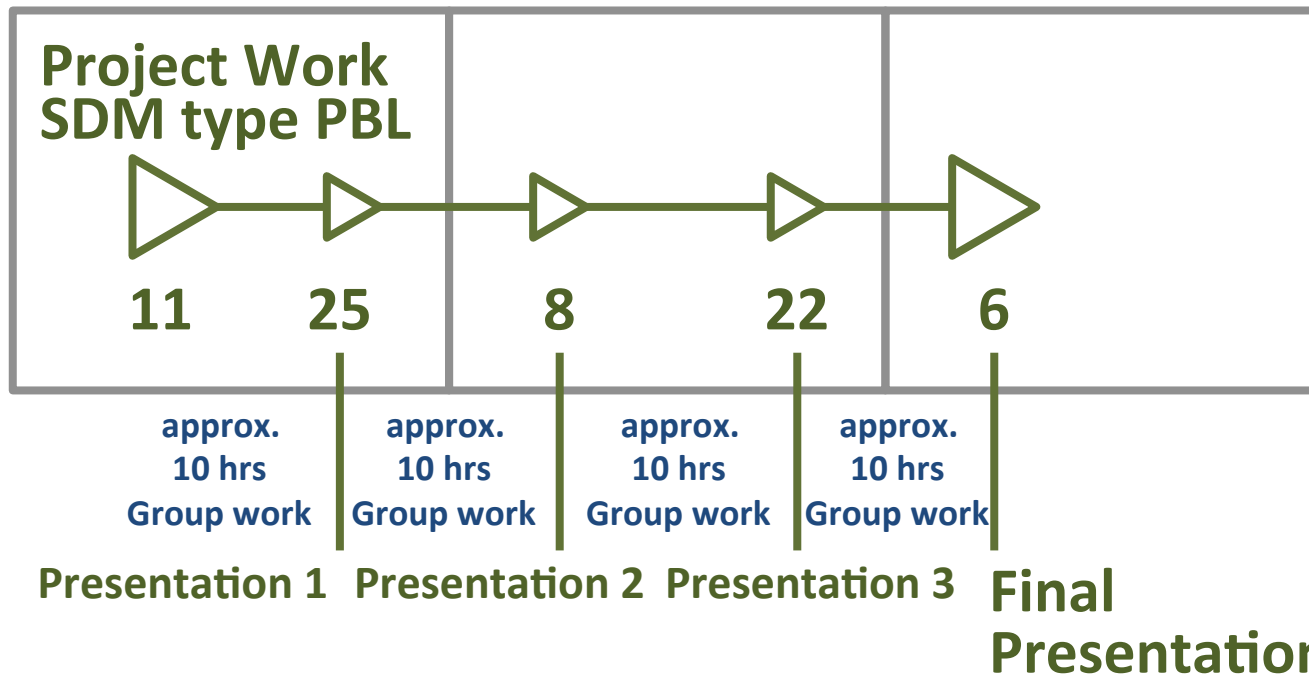 Project Work
SDM type PBL
11 25 8 22 6
approx. approx. approx. approx.
10 hrs 10 hrs 10 hrs 10 hrs
Group work Group work Group work Group work
Presentation 1 Presentation 2 Presentation 3
Final
Presentation